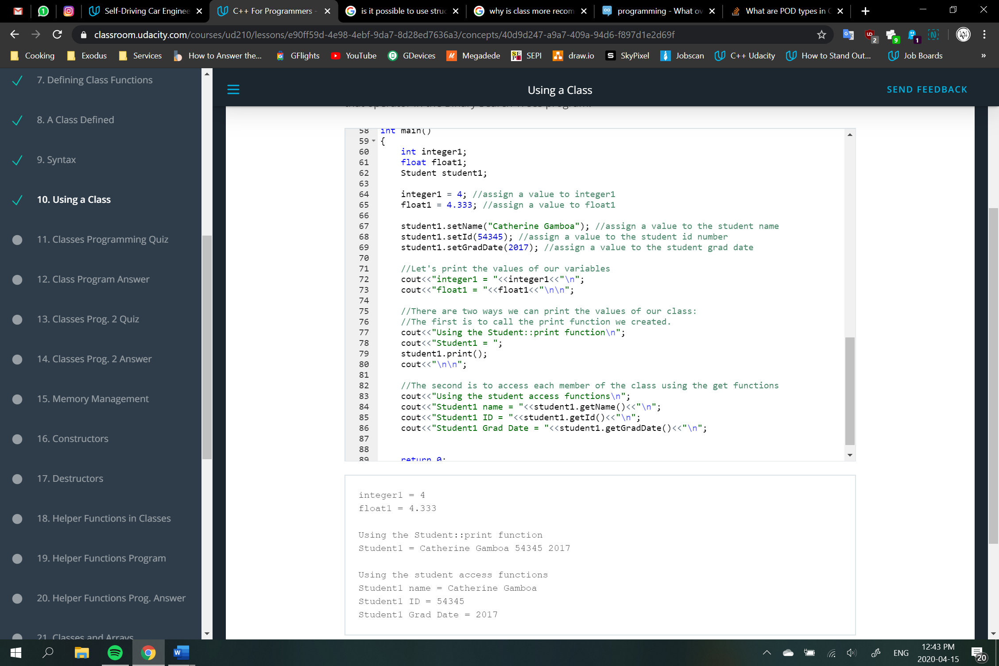 Self-Driving Car Enginee
C++ For Programmers -
is it possible to use struc
why is class more recom
programming - What ov
What are POD types in C
classroom.udacity.com/courses/ud210/lessons/e90ff59d-4e98-4ebf-9da7-8d28ed7636a3/concepts/40d9d247-a9a7-409a-94d6-f897d1e2d69f
2
9
1
Cooking
Exodus
Services
How to Answer the...
GFlights
YouTube
GDevices
Megadede
SEPI
draw.io
SkyPixel
Jobscan
C++ Udacity
How to Stand Out...
Job Boards
»
7. Defining Class Functions
8. A Class Defined
9. Syntax
10. Using a Class
11. Classes Programming Quiz
12. Class Program Answer
13. Classes Prog. 2 Quiz
14. Classes Prog. 2 Answer
15. Memory Management
16. Constructors
17. Destructors
18. Helper Functions in Classes
19. Helper Functions Program
20. Helper Functions Prog. Answer
21. Classes and Arrays
Using a Class
SEND FEEDBACK
58 int main()
59 {
60 int integer1;
61 float float1;
62 Student student1;
63
64 integer1 = 4; //assign a value to integer1
65 float1 = 4.333; //assign a value to float1
66
67 student1.setName("Catherine Gamboa"); //assign a value to the student name
68 student1.setId(54345); //assign a value to the student id number
69 student1.setGradDate(2017); //assign a value to the student grad date
70
71 //Let's print the values of our variables
72 cout<<"integer1 = "<<integer1<<"\n";
73 cout<<"float1 = "<<float1<<"\n\n";
74
75 //There are two ways we can print the values of our class:
76 //The first is to call the print function we created.
77 cout<<"Using the Student::print function\n";
78 cout<<"Student1 = ";
79 student1.print();
80 cout<<"\n\n";
81
82 //The second is to access each member of the class using the get functions
83 cout<<"Using the student access functions\n";
84 cout<<"Student1 name = "<<student1.getName()<<"\n";
85 cout<<"Student1 ID = "<<student1.getId()<<"\n";
86 cout<<"Student1 Grad Date = "<<student1.getGradDate()<<"\n";
87
88
89 return 0;
integer1 = 4
float1 = 4.333
Using the Student::print function
Student1 = Catherine Gamboa 54345 2017
Using the student access functions
Student1 name = Catherine Gamboa
Student1 ID = 54345
Student1 Grad Date = 2017
ENG
12:43 PM
2020-04-15
20